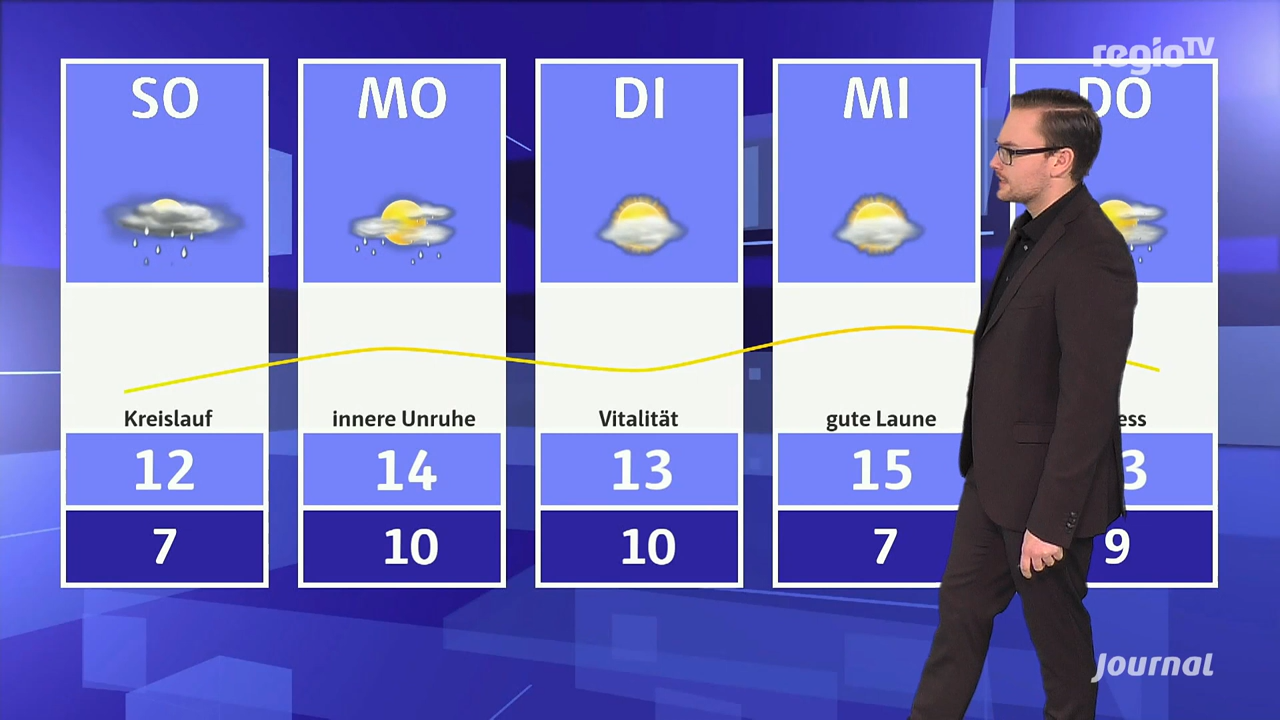 regioTV
SO
MO
DI
MI
DO
Kreislauf
innere Unruhe
Vitalität
gute Laune
12
14
13
15
7
10
10
7
9
Journal